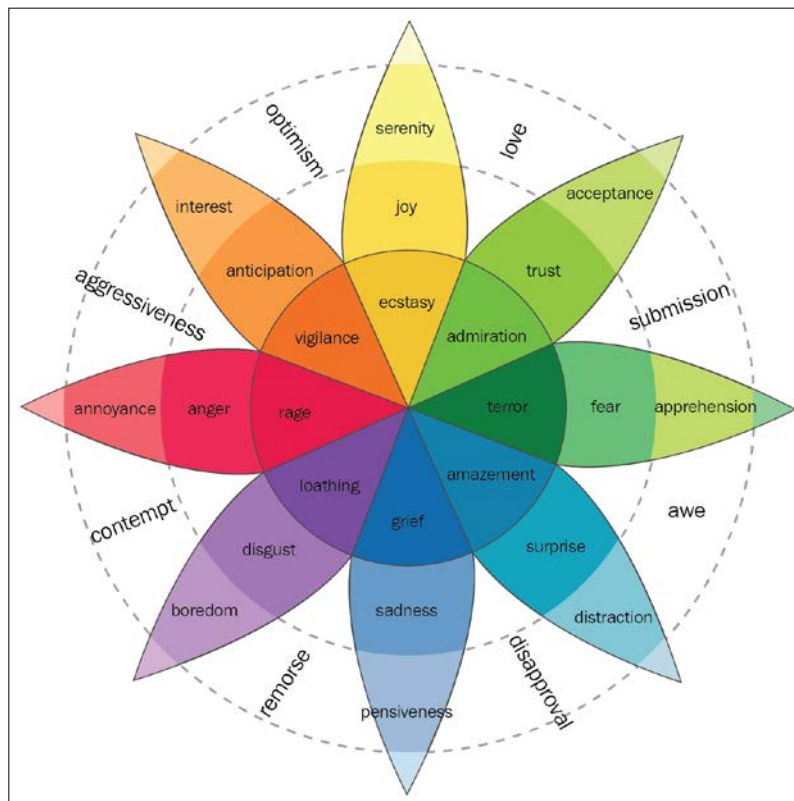 serenity
optimism
love
interest
acceptance
joy
anticipation
trust
aggressiveness
submission
ecstasy
vigilance
admiration
annoyance
anger
rage
terror
fear
apprehension
loathing
amazement
contempt
awe
grief
disgust
surprise
boredom
sadness
distraction
remorse
disapproval
pensiveness